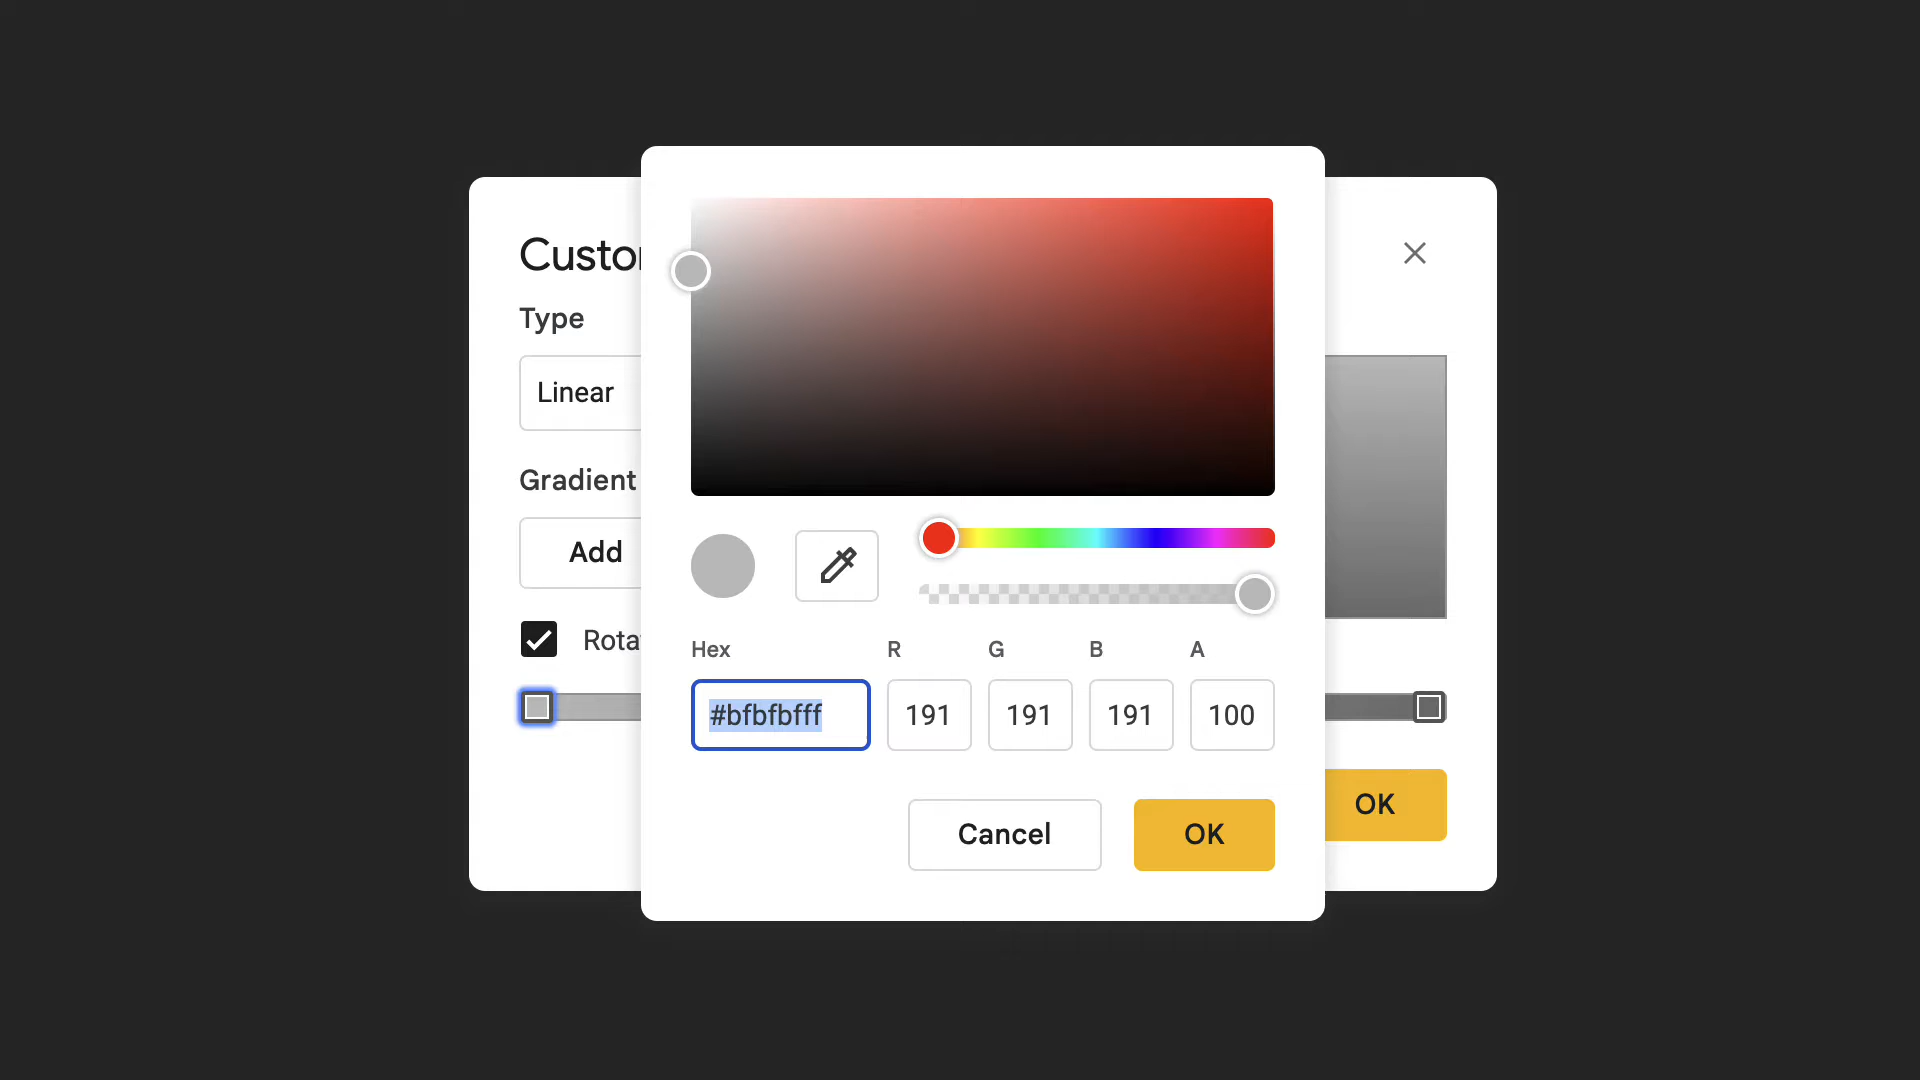 Custo
Type
Linear
Gradient
Add
Rota
Hex R G B A
#bfbfbfff 191 191 191 100
Cancel OK
OK